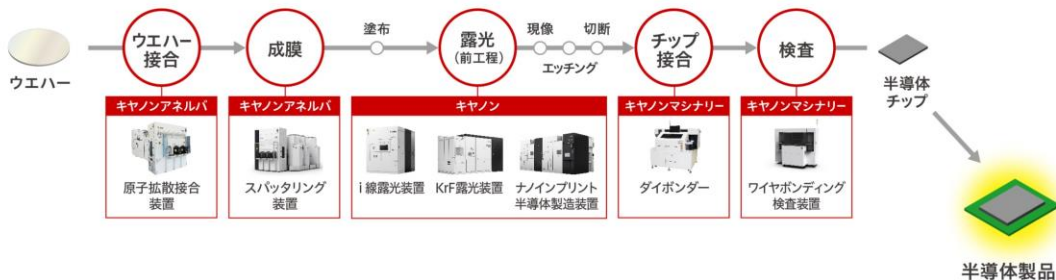 ウエハー
ウエハー
接合
成膜
塗布
露光
(前工程)
現像
切断
エッチング
チップ
接合
検査
半導体
チップ
キヤノンアネルバ
原子拡散接合
装置
キヤノンアネルバ
スパッタリング
装置
キヤノン
i線露光装置
KrF露光装置
ナノインプリント
半導体製造装置
キヤノンマシナリー
ダイボンダー
キヤノンマシナリー
ワイヤボンディング
検査装置
半導体製品